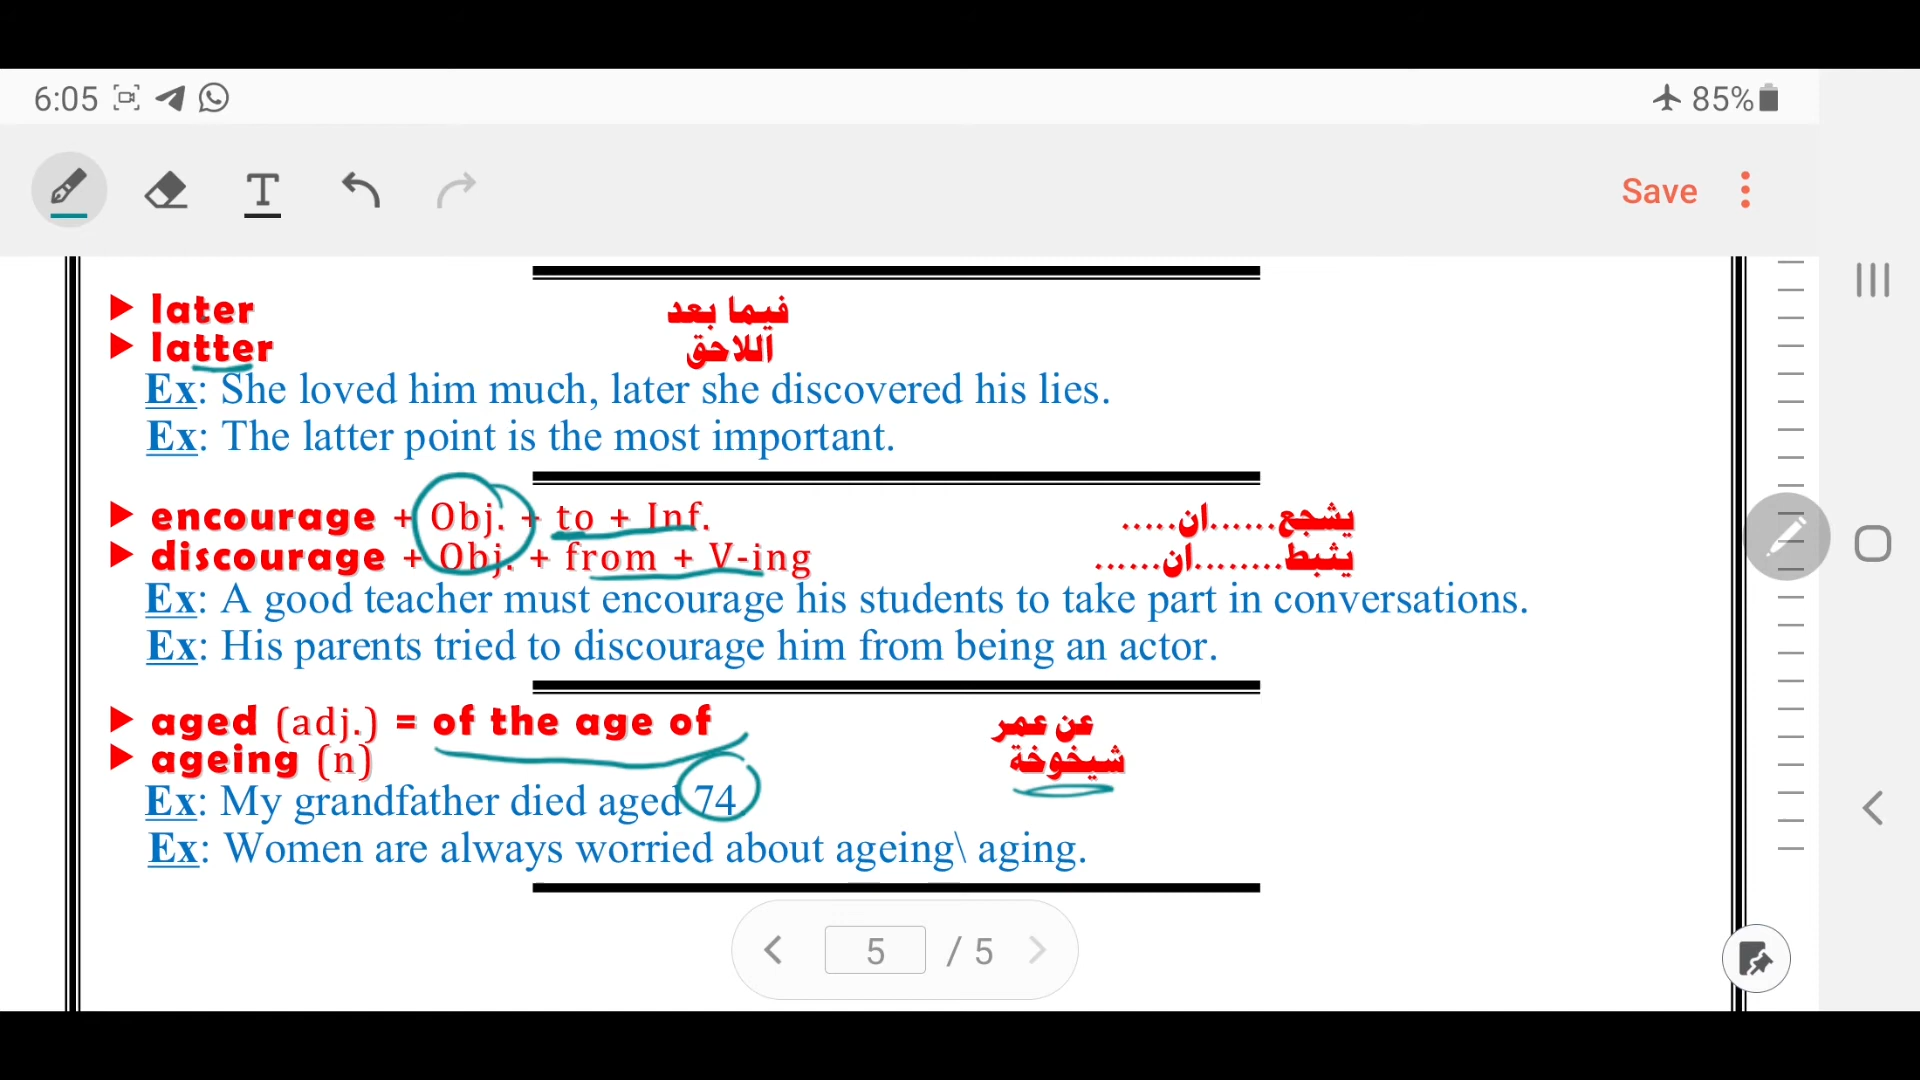 6:05 85%
Save
later فيما بعد
latter اللاحق
Ex: She loved him much, later she discovered his lies.
Ex: The latter point is the most important.
encourage + Obj. + to + Inf. يشجع......ان.....
discourage + Obj. + from + V-ing يثبط........ان......
Ex: A good teacher must encourage his students to take part in conversations.
Ex: His parents tried to discourage him from being an actor.
aged (adj.) = of the age of عن عمر
ageing (n) شيخوخة
Ex: My grandfather died aged 74
Ex: Women are always worried about ageing\ aging.
5 / 5